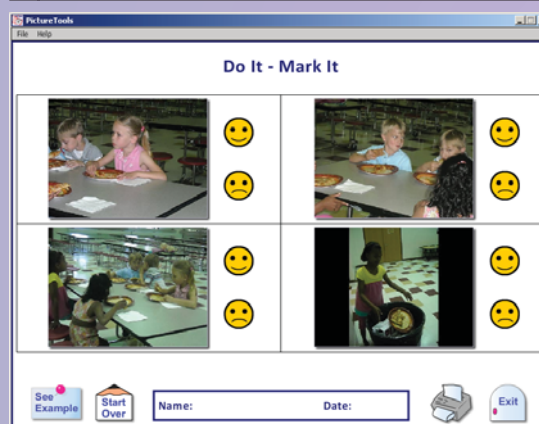 PictureTools
File Help
Do It - Mark It
See
Example
Start
Over
Name: Date:
Exit